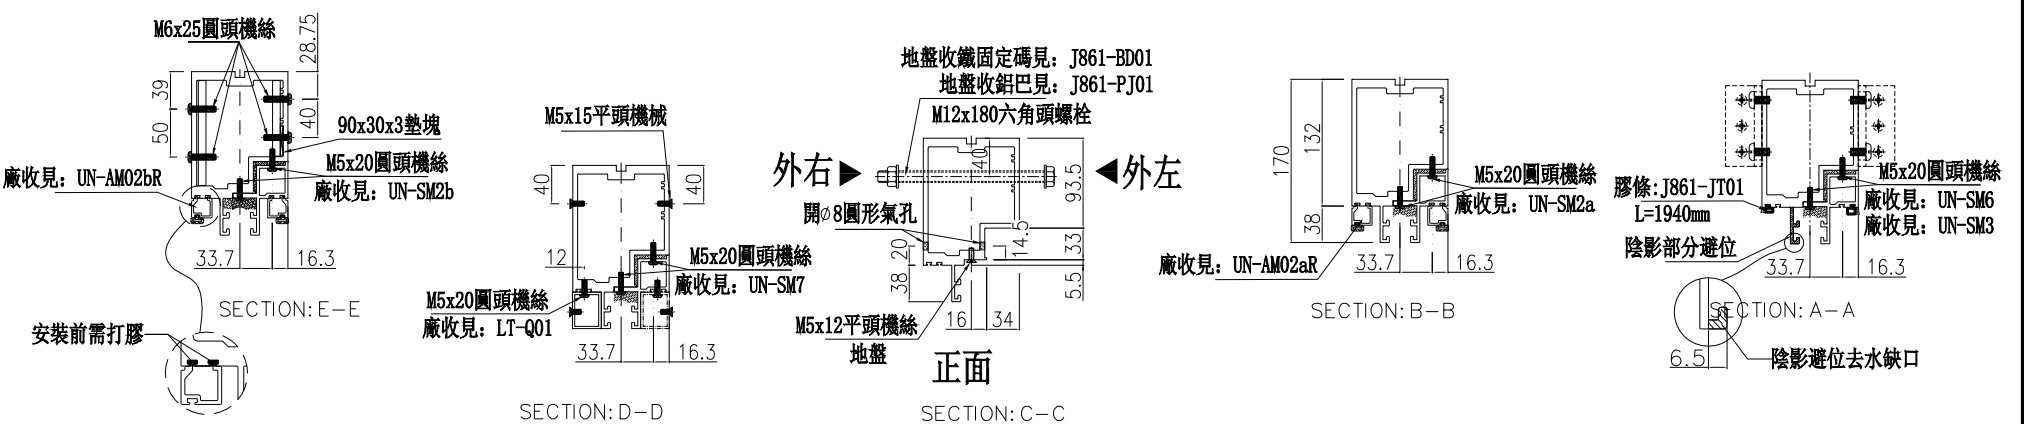 M6x25圓頭機絲
28.75
39
40
50
90x30x3墊塊
M5x20圓頭機絲
廠收見: UN-SM2b
廠收見: UN-AM02bR
33.7
16.3
SECTION:E-E
安裝前需打膠
M5x15平頭機械
40
40
12
M5x20圓頭機絲
廠收見: UN-SM7
M5x20圓頭機絲
廠收見: LT-Q01
33.7
16.3
SECTION:D-D
地盤收鐵固定碼見: J861-BD01
地盤收鋁巴見: J861-PJ01
M12x180六角頭螺栓
外右
外左
40
93.5
開∅8圓形氣孔
20
14.5
33
38
5.5
16
34
M5x12平頭機絲
地盤
正面
SECTION:C-C
170
132
38
M5x20圓頭機絲
廠收見: UN-SM2a
廠收見: UN-AM02aR
33.7
16.3
SECTION:B-B
膠條:J861-JT01
L=1940mm
M5x20圓頭機絲
廠收見: UN-SM6
廠收見: UN-SM3
陰影部分避位
33.7
16.3
SECTION:A-A
6.5
陰影避位去水缺口